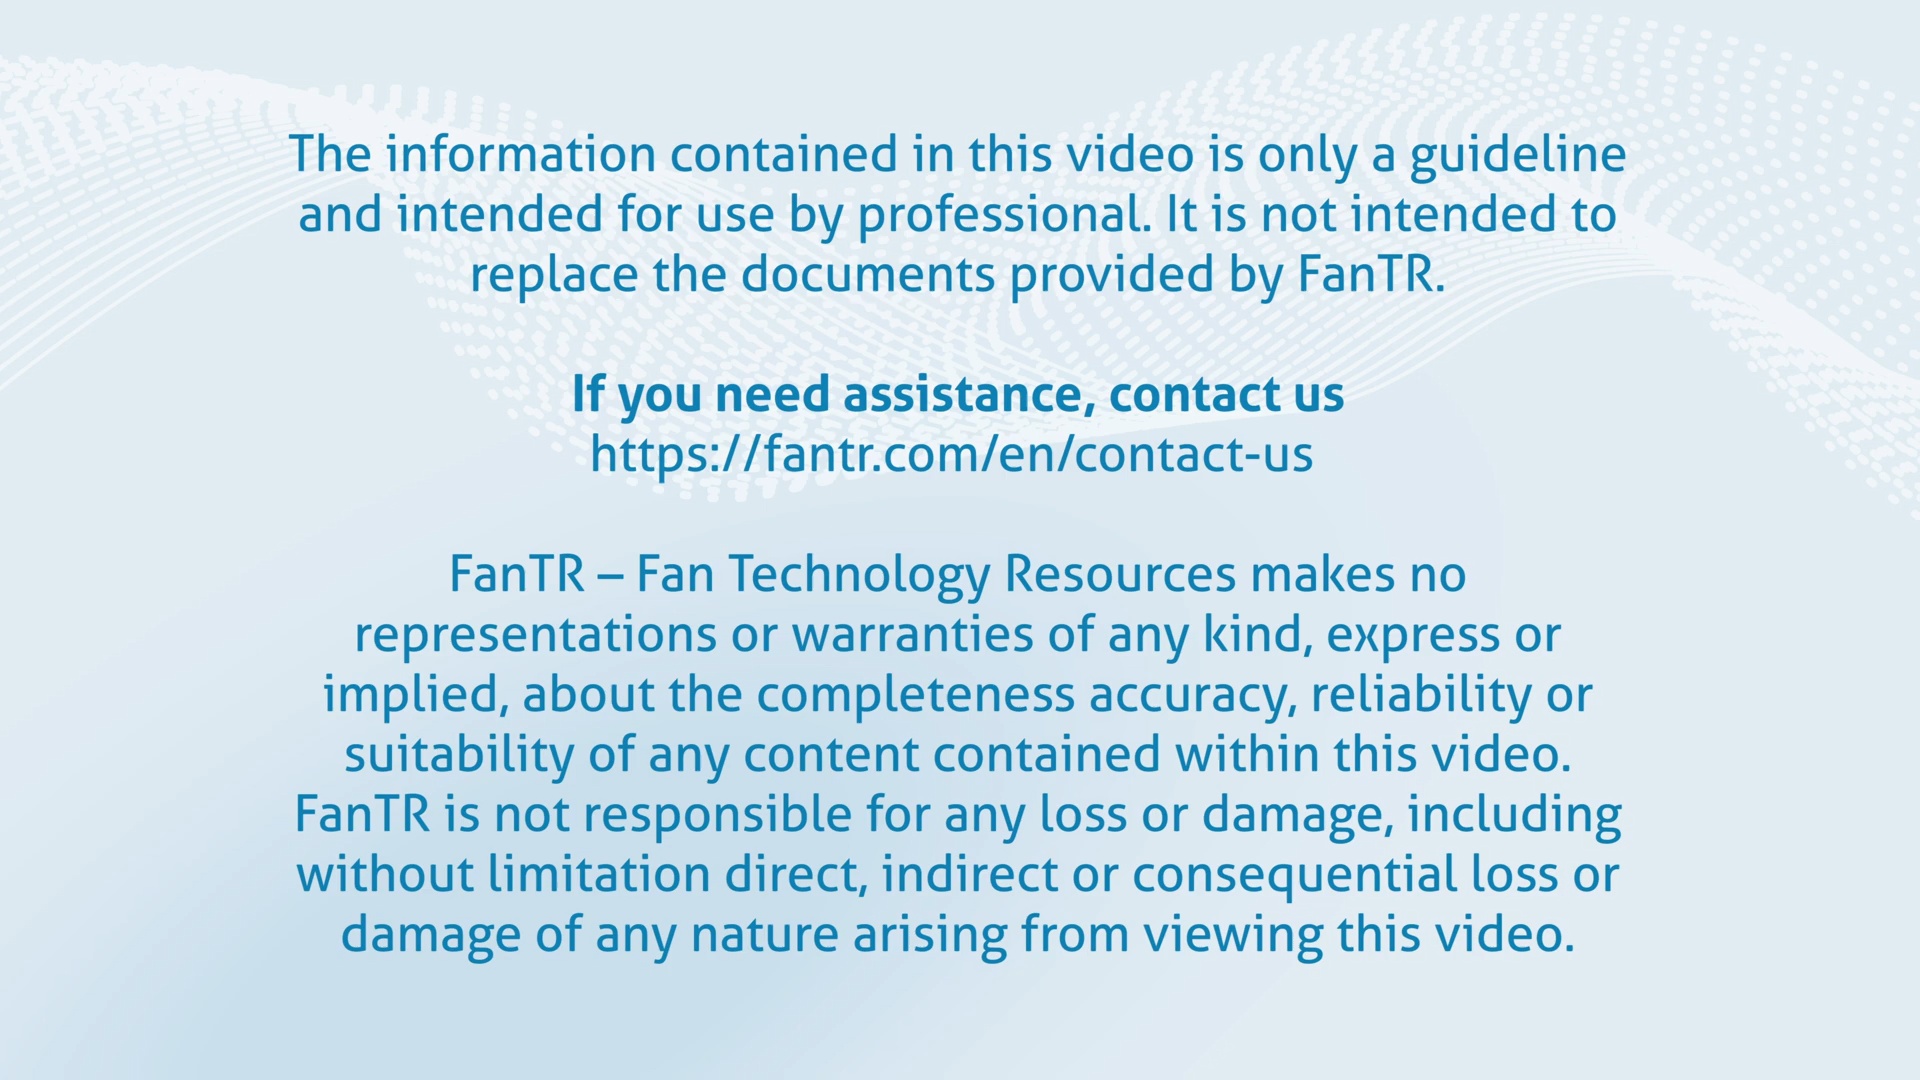 The information contained in this video is only a guideline
and intended for use by professional. It is not intended to
replace the documents provided by FanTR.
If you need assistance, contact us
https://fantr.com/en/contact-us
FanTR – Fan Technology Resources makes no
representations or warranties of any kind, express or
implied, about the completeness accuracy, reliability or
suitability of any content contained within this video.
FanTR is not responsible for any loss or damage, including
without limitation direct, indirect or consequential loss or
damage of any nature arising from viewing this video.